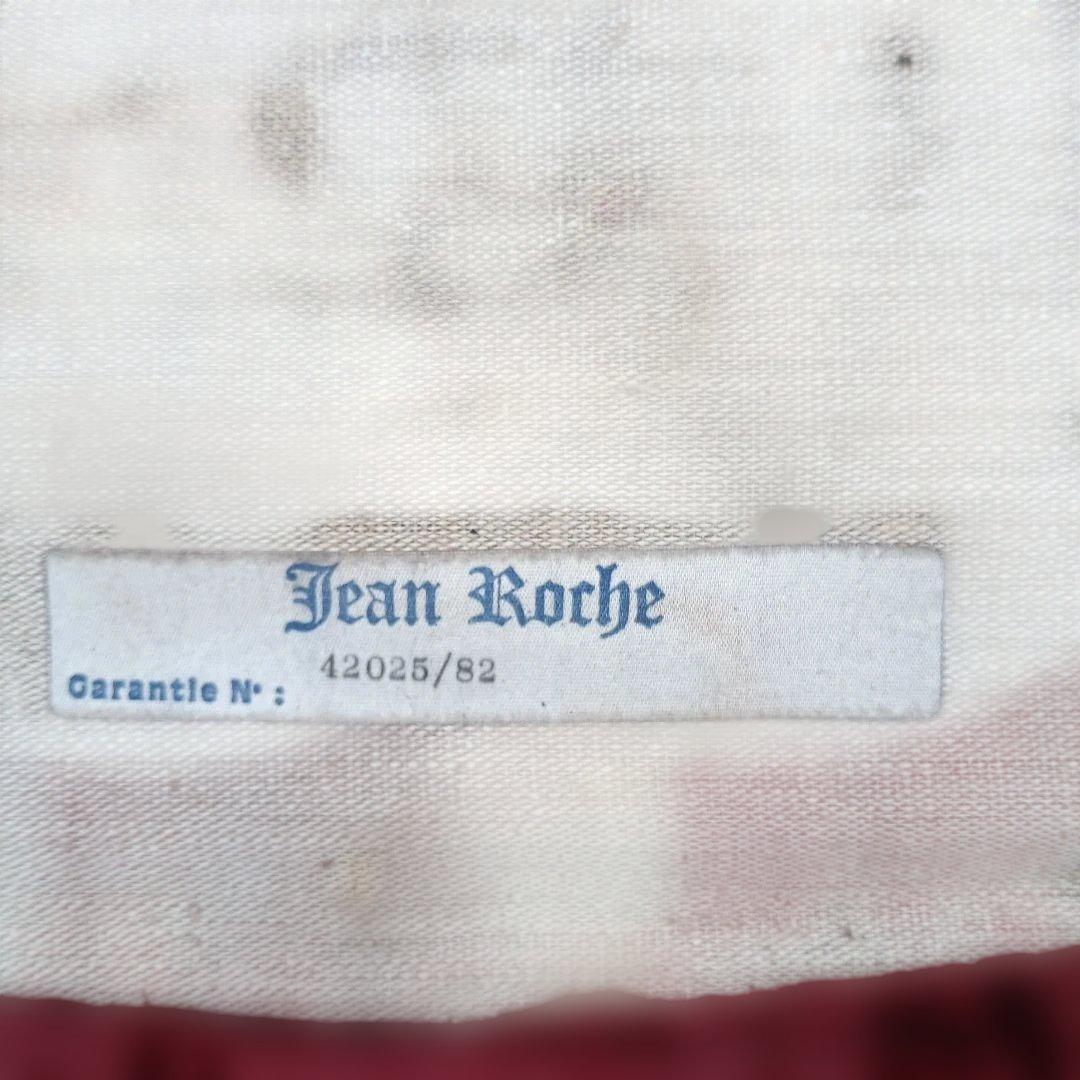 Jean Roche
42025/82
Garantie N° :